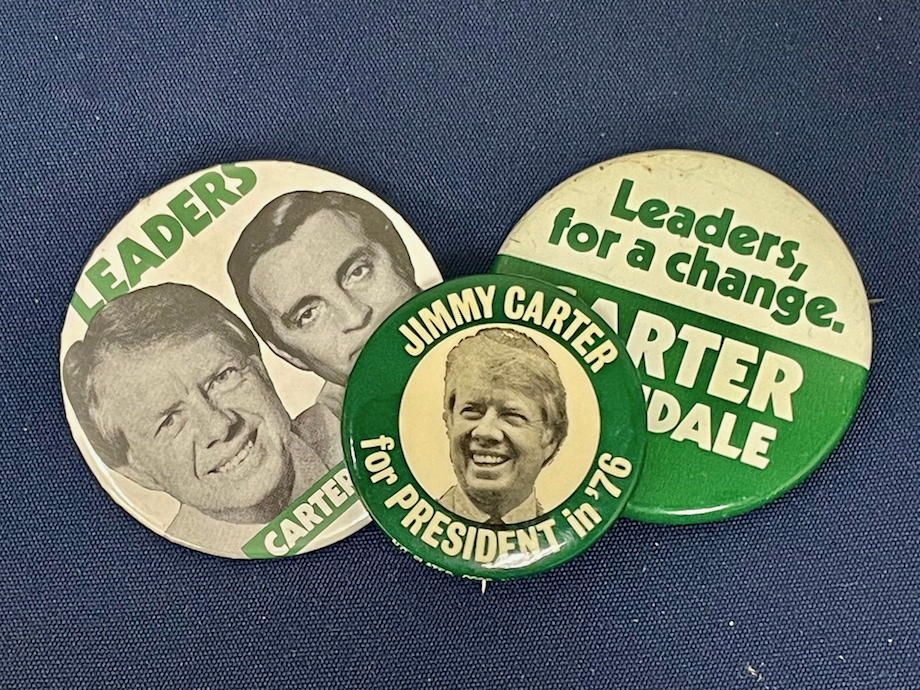 LEADERS
CARTER
JIMMY CARTER
for PRESIDENT in '76
Leaders,
for a change.
ARTER
DALE